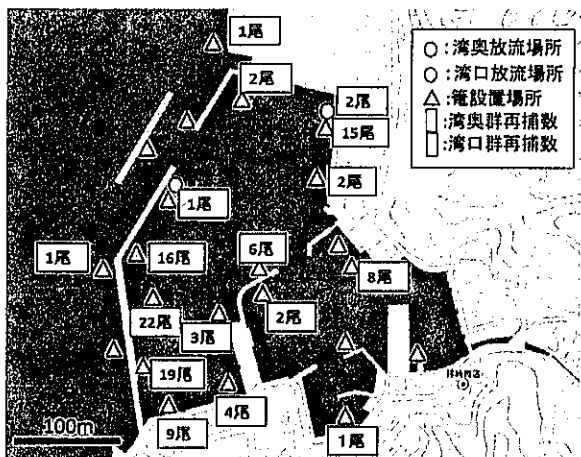 1尾
○:湾奥放流場所
○:湾口放流場所
△:篭設置場所
:湾奥群再捕数
:湾口群再捕数
2尾
2尾
15尾
2尾
1尾
6尾
1尾
16尾
8尾
2尾
22尾
3尾
19尾
4尾
100m
9尾
1尾